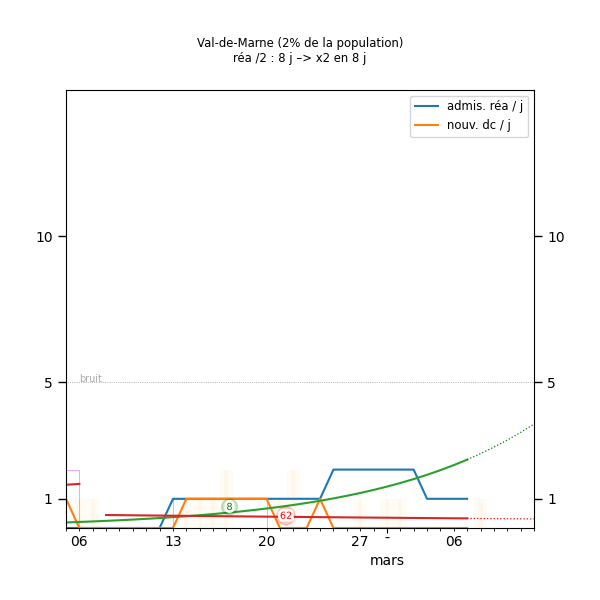 Val-de-Marne (2% de la population)
réa /2 : 8 j –> x2 en 8 j
admis. réa / j
nouv. dc / j
10
10
bruit
5
5
8
62
1
1
06
13
20
27
-
06
mars